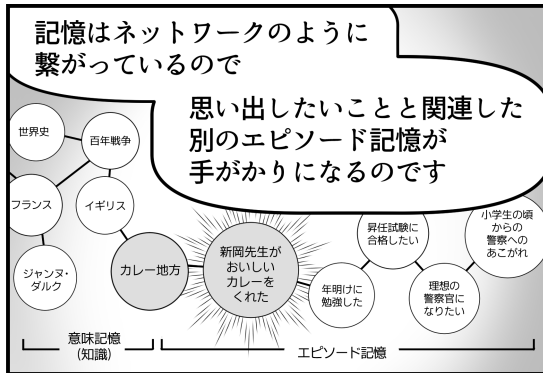 記憶はネットワークのように
繋がっているので
思い出したいことと関連した
別のエピソード記憶が
手がかりになるのです
世界史
百年戦争
フランス
イギリス
ジャンヌ・
ダルク
カレー地方
新岡先生が
おいしい
カレーを
くれた
年明けに
勉強した
昇任試験に
合格したい
理想の
警察官に
なりたい
小学生の頃
からの
警察への
あこがれ
意味記憶
(知識)
エピソード記憶